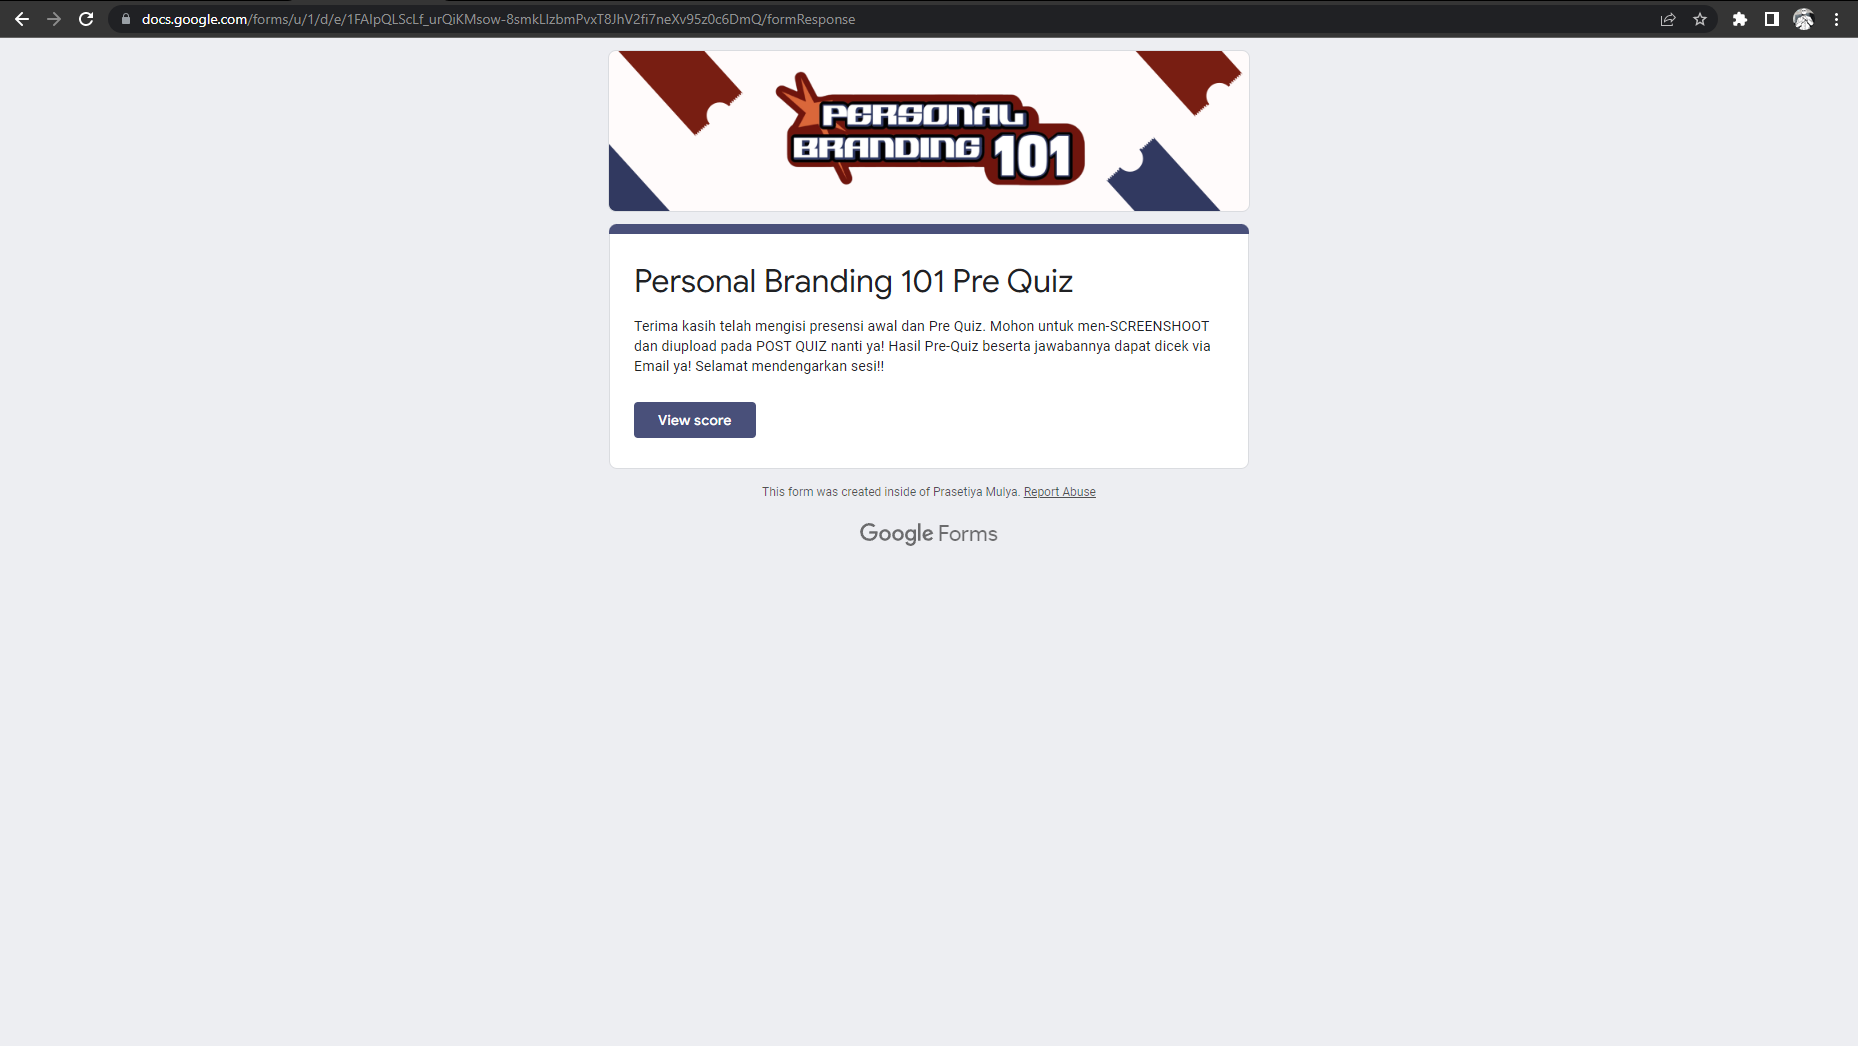 docs.google.com/forms/u/1/d/e/1FAIpQLScLf_urQiKMsow-8smkLIzbmPvxT8JhV2fi7neXv95z0c6DmQ/formResponse
PERSONAL
BRANDING 101
Personal Branding 101 Pre Quiz
Terima kasih telah mengisi presensi awal dan Pre Quiz. Mohon untuk men-SCREENSHOOT
dan diupload pada POST QUIZ nanti ya! Hasil Pre-Quiz beserta jawabannya dapat dicek via
Email ya! Selamat mendengarkan sesi!!
View score
This form was created inside of Prasetiya Mulya. Report Abuse
Google Forms